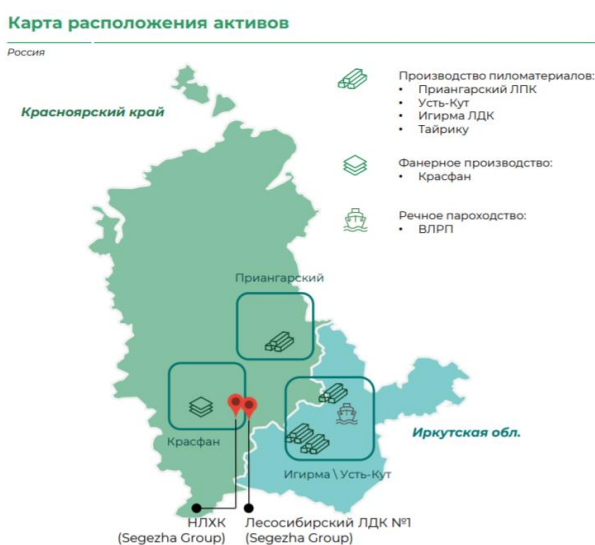 Карта расположения активов
Россия
Красноярский край
Производство пиломатериалов:
• Приангарский ЛПК
• Усть-Кут
• Игирма ЛДК
• Тайрику
Фанерное производство:
• Красфан
Речное пароходство:
• ВЛРП
Приангарский
Красфан
Иркутская обл.
Игирма \ Усть-Кут
НЛХК
(Segezha Group)
Лесосибирский ЛДК №1
(Segezha Group)